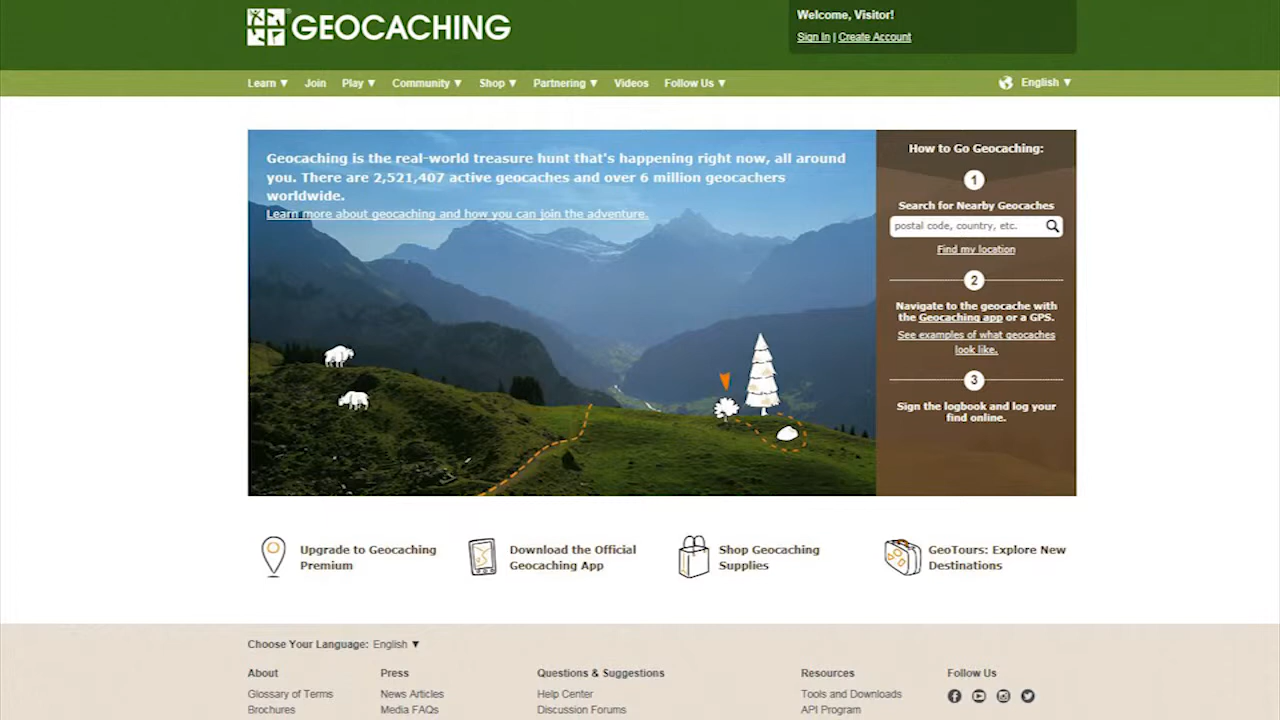 GEOCACHING
Welcome, Visitor!
Sign In | Create Account
Learn ▼ Join Play ▼ Community ▼ Shop ▼ Partnering ▼ Videos Follow Us ▼ English ▼
Geocaching is the real-world treasure hunt that's happening right now, all around
you. There are 2,521,407 active geocaches and over 6 million geocachers
worldwide.
Learn more about geocaching and how you can join the adventure.
How to Go Geocaching:
1
Search for Nearby Geocaches
postal code, country, etc.
Find my location
2
Navigate to the geocache with
the Geocaching app or a GPS.
See examples of what geocaches
look like.
3
Sign the logbook and log your
find online.
Upgrade to Geocaching
Premium
Download the Official
Geocaching App
Shop Geocaching
Supplies
GeoTours: Explore New
Destinations
Choose Your Language: English ▼
About
Glossary of Terms
Brochures
Press
News Articles
Media FAQs
Questions & Suggestions
Help Center
Discussion Forums
Resources
Tools and Downloads
API Program
Follow Us